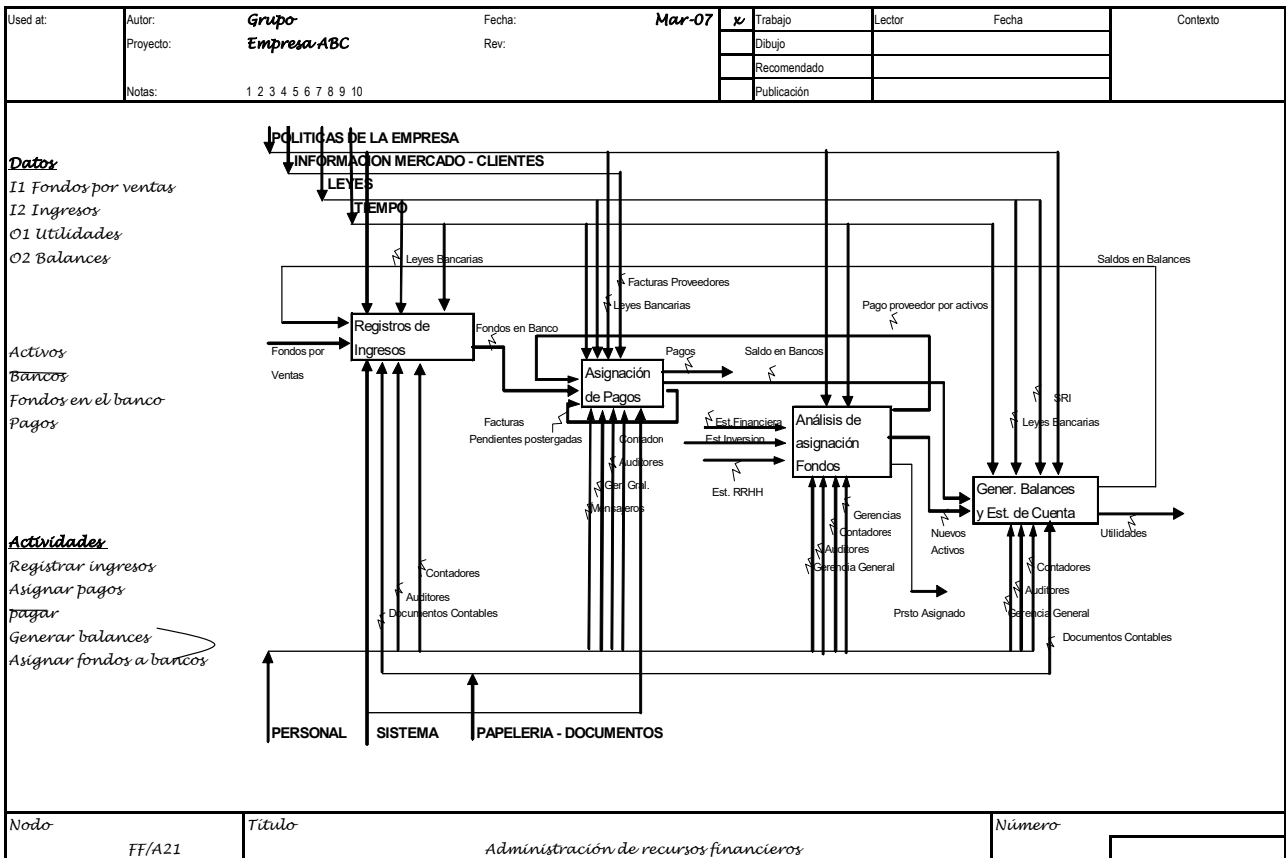 Used at:
Autor:
Grupo
Fecha:
Mar-07
x
Trabajo
Lector
Fecha
Contexto
Proyecto:
Empresa ABC
Rev:
Dibujo
Recomendado
Notas:
1 2 3 4 5 6 7 8 9 10
Publicación
POLITICAS DE LA EMPRESA
INFORMACION MERCADO - CLIENTES
LEYES
TIEMPO
Datos
I1 Fondos por ventas
I2 Ingresos
O1 Utilidades
O2 Balances
Activos
Bancos
Fondos en el banco
Pagos
Actividades
Registrar ingresos
Asignar pagos
pagar
Generar balances
Asignar fondos a bancos
Leyes Bancarias
Saldos en Balances
Facturas Proveedores
Leyes Bancarias
Pago proveedor por activos
Registros de
Ingresos
Fondos en Banco
Fondos por
Ventas
Pagos
Saldo en Bancos
Asignación
de Pagos
SRI
Leyes Bancarias
Facturas
Pendientes postergadas
Contador
Auditores
Gen. Gral.
Mensajeros
Est.Financiera
Est.Inversion
Est. RRHH
Análisis de
asignación
Fondos
Gener. Balances
y Est. de Cuenta
Gerencias
Contadores
Auditores
Gerencia General
Nuevos
Activos
Utilidades
Contadores
Auditores
Documentos Contables
Prsto Asignado
Contadores
Auditores
Gerencia General
Documentos Contables
PERSONAL
SISTEMA
PAPELERIA - DOCUMENTOS
Nodo
FF/A21
Título
Administración de recursos financieros
Número